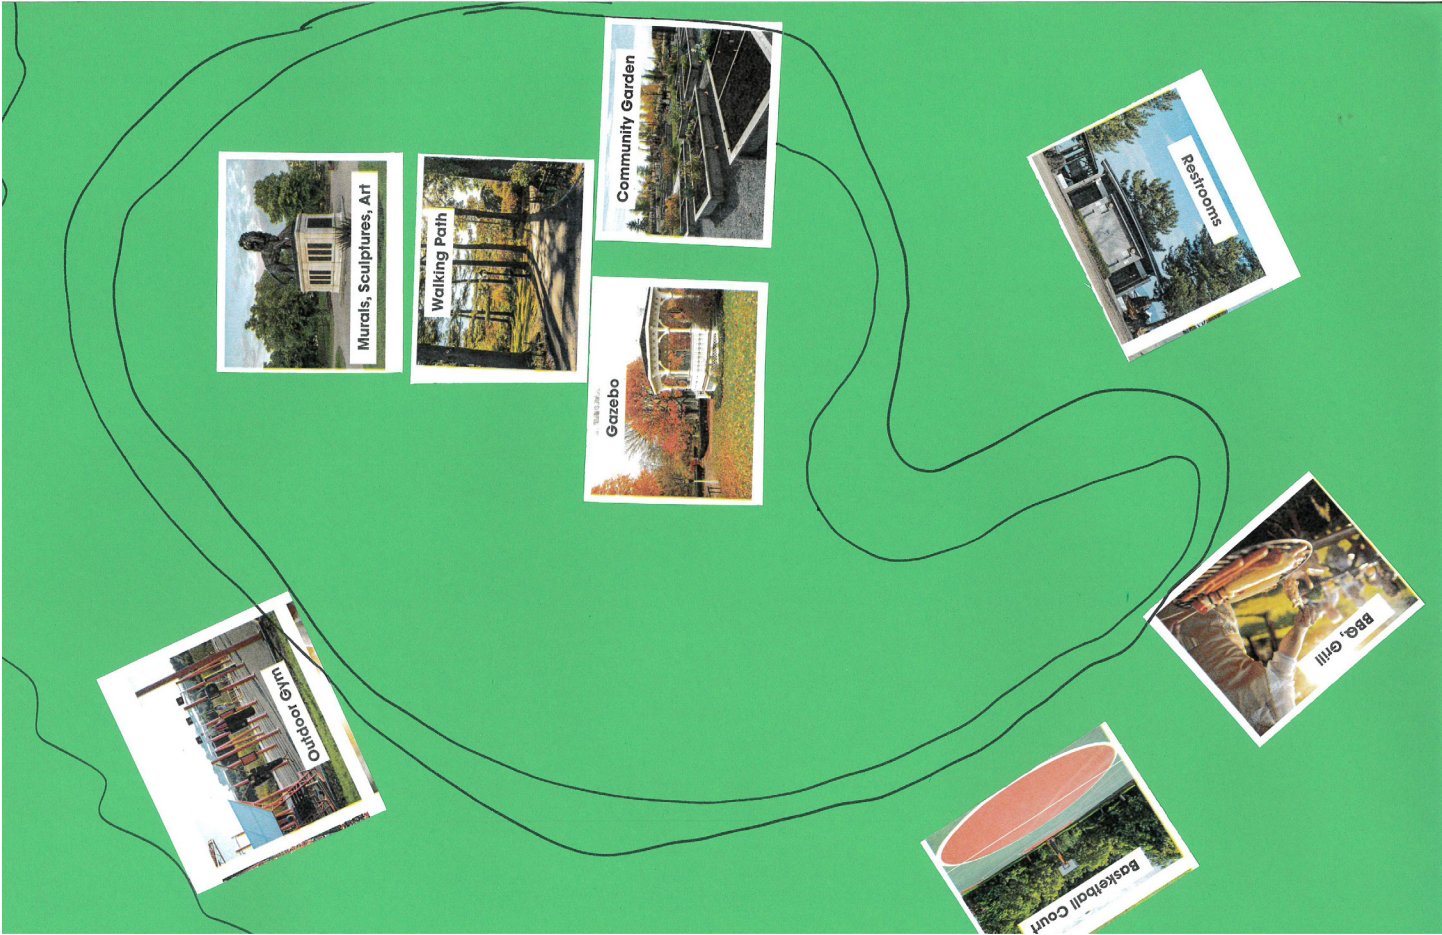 Community Garden
Restrooms
Murals, Sculptures, Art
Walking Path
Gazebo
BBQ, Grill
Outdoor Gym
Basketball Court